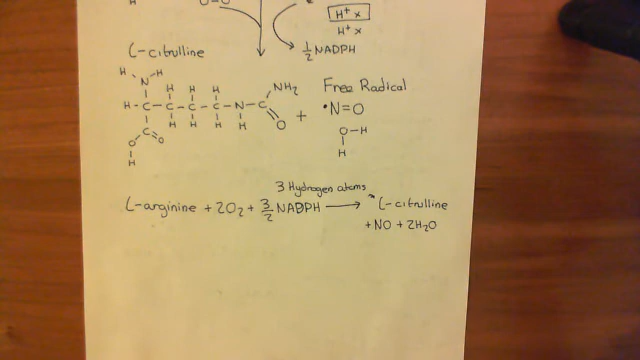 H
O=O
H⁺ x
H⁺ x
½ NADPH
L-citrulline
Free Radical
H H
N H H H NH₂
H-C-C-C-C-N-C •N=O
C H H H H O + O-H
O O H
H
3 Hydrogen atoms
L-arginine + 2O₂ + 3/2 NADPH → L-citrulline
+ NO + 2H₂O